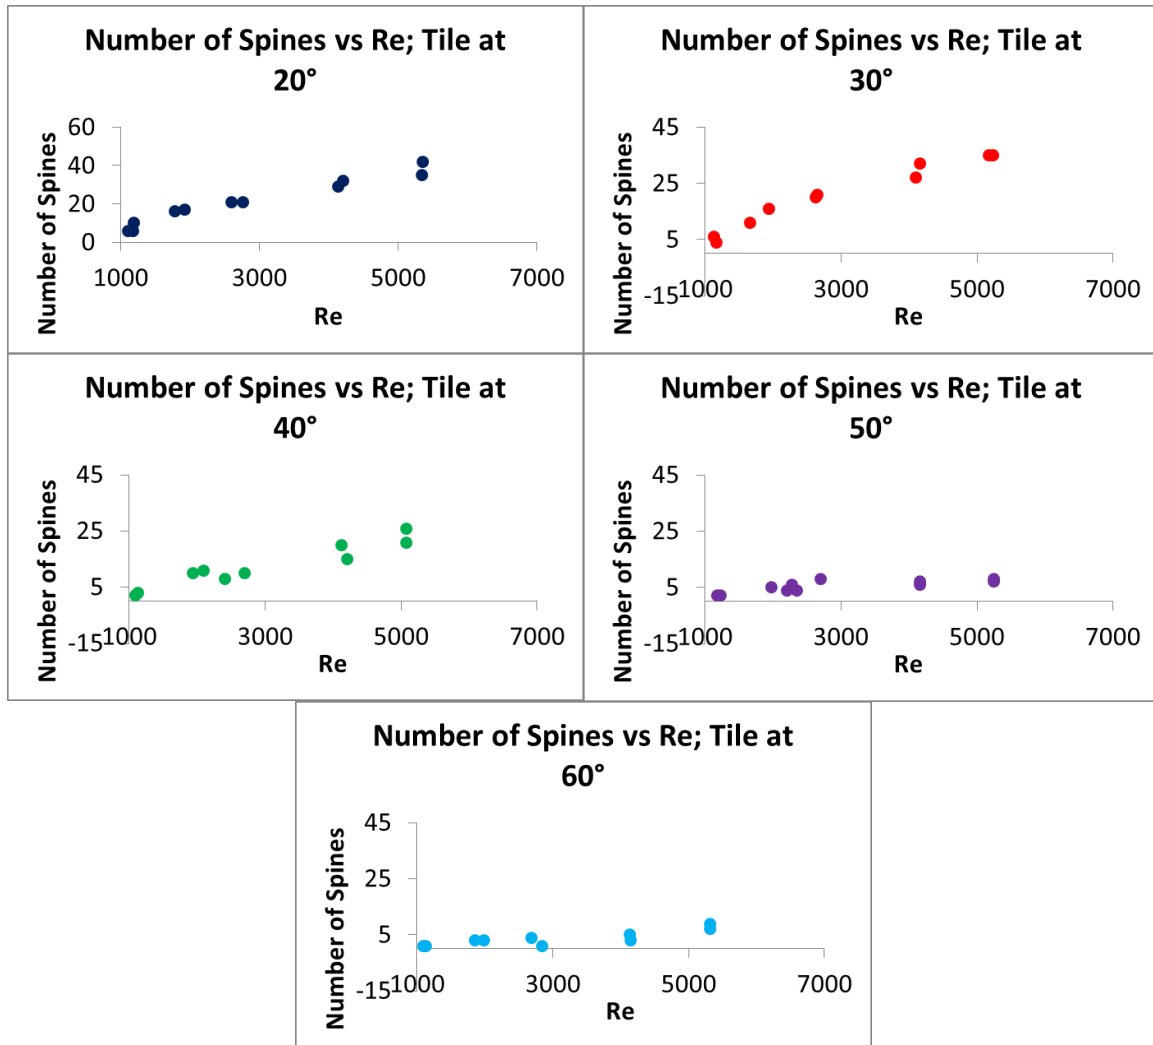 Number of Spines vs Re; Tile at
20°
Number of Spines
60
40
20
0
1000 3000 5000 7000
Re
Number of Spines vs Re; Tile at
30°
Number of Spines
45
25
5
-15
1000 3000 5000 7000
Re
Number of Spines vs Re; Tile at
40°
Number of Spines
45
25
5
-15
1000 3000 5000 7000
Re
Number of Spines vs Re; Tile at
50°
Number of Spines
45
25
5
-15
1000 3000 5000 7000
Re
Number of Spines vs Re; Tile at
60°
Number of Spines
45
25
5
-15
1000 3000 5000 7000
Re